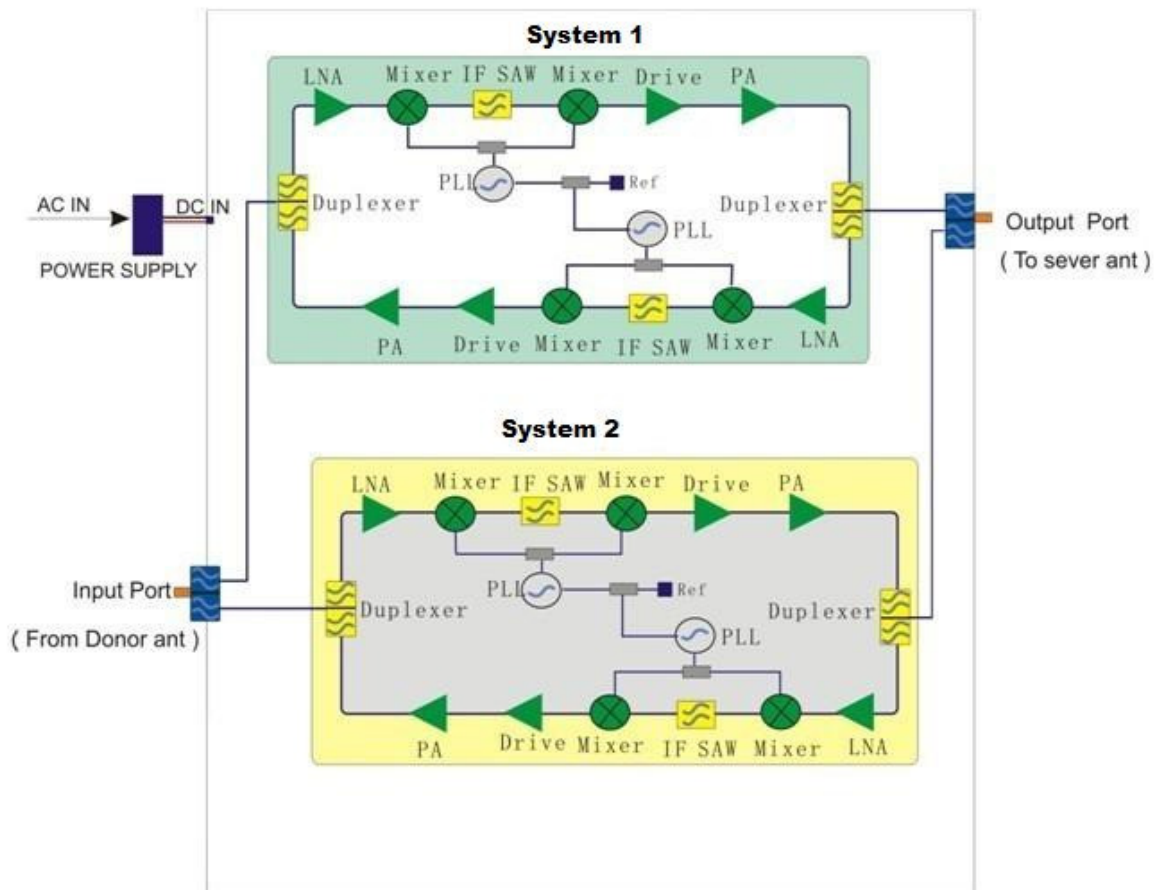 System 1
LNA Mixer IF SAW Mixer Drive PA
PLL Ref
Duplexer Duplexer
PLL
PA Drive Mixer IF SAW Mixer LNA
AC IN DC IN
POWER SUPPLY
Output Port
( To sever ant )
System 2
LNA Mixer IF SAW Mixer Drive PA
PLL Ref
Duplexer Duplexer
PLL
PA Drive Mixer IF SAW Mixer LNA
Input Port
( From Donor ant )